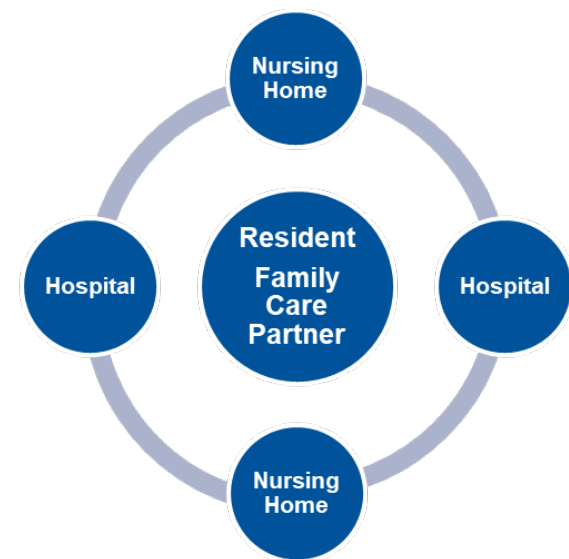 Nursing
Home
Hospital
Resident
Family
Care
Partner
Hospital
Nursing
Home